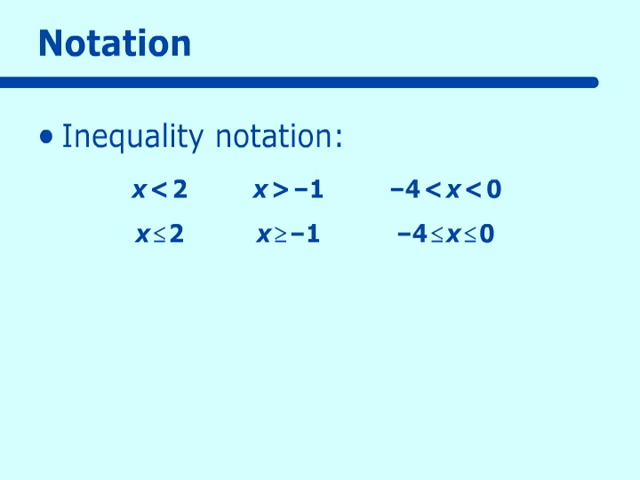 Notation
• Inequality notation:
x < 2 x > –1 –4 < x < 0
x ≤ 2 x ≥ –1 –4 ≤ x ≤ 0